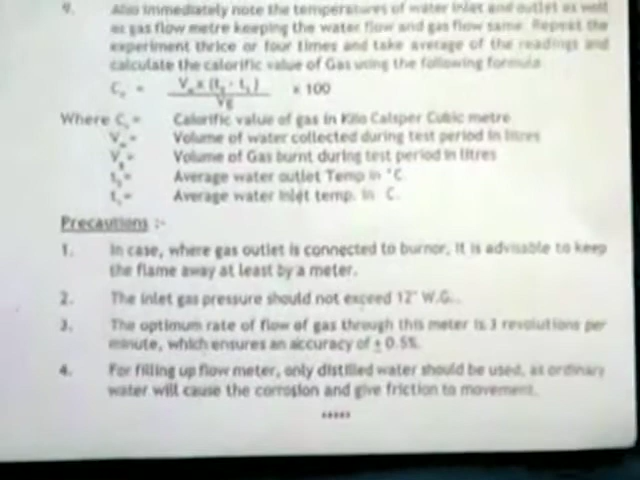 9. Also immediately note the temperatures of water inlet and outlet as well
as gas flow metre keeping the water flow and gas flow same. Repeat the
experiment thrice or four times and take average of the readings and
calculate the calorific value of Gas using the following formula
C = V x (t - t ) / Vg x 100
Where C = Calorific value of gas in Kilo Calsper Cubic metre
V = Volume of water collected during test period in litres
V = Volume of Gas burnt during test period in litres
t = Average water outlet Temp in °C
t = Average water inlet temp. in C.
Precautions :-
1. In case, where gas outlet is connected to burnor, it is advisable to keep
the flame away at least by a meter.
2. The inlet gas pressure should not exceed 12" W.G..
3. The optimum rate of flow of gas through this meter is 3 revolutions per
minute, which ensures an accuracy of ± 0.5%.
4. For filling up flow meter, only distilled water should be used, as ordinary
water will cause the corrosion and give friction to movement.
*****